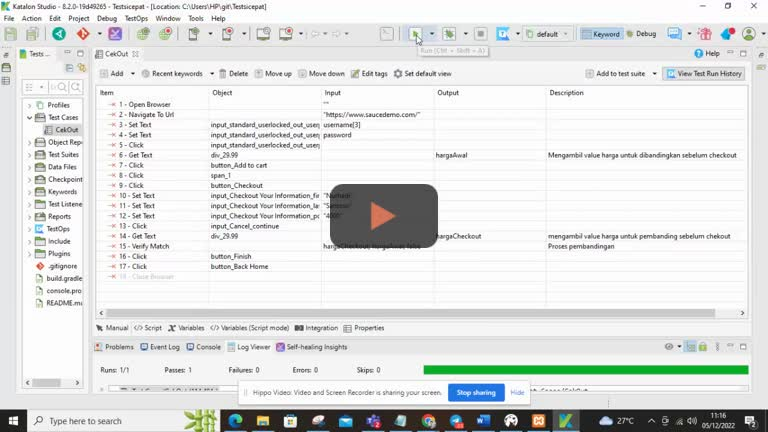 Katalon Studio - 8.2.0-19d49265 - Testsicepat - [Location: C:\Users\HP\git\Testsicepat]
File Edit Project Debug TestOps Window Action Tools Help
default Keyword Debug
Run (Ctrl + Shift + A)
Tests ... CekOut Help
Add Recent keywords Delete Move up Move down Edit tags Set default view Add to test suite View Test Run History
Item Object Input Output Description
Profiles
Test Cases
CekOut
Object Repo
Test Suites
Data Files
Checkpoint
Keywords
Test Listene
Reports
TestOps
Include
Plugins
.gitignore
build.gradle
console.pro
README.m
1 - Open Browser ""
2 - Navigate To Url "https://www.saucedemo.com/"
3 - Set Text input_standard_userlocked_out_user username[3]
4 - Set Text input_standard_userlocked_out_user password
5 - Click input_standard_userlocked_out_user
6 - Get Text div_29.99 hargaAwal Mengambil value harga untuk dibandingkan sebelum checkout
7 - Click button_Add to cart
8 - Click span_1
9 - Click button_Checkout
10 - Set Text input_Checkout Your Information_fir
11 - Set Text input_Checkout Your Information_la
12 - Set Text input_Checkout Your Information_po
13 - Click input_Cancel_continue
14 - Get Text div_29.99 hargaCheckout mengambil value harga untuk pembanding sebelum chekout
15 - Verify Match Proses pembandingan
16 - Click button_Finish
17 - Click button_Back Home
18 - Close Browser
Manual Script Variables Variables (Script mode) Integration Properties
Problems Event Log Console Log Viewer Self-healing Insights
Runs: 1/1 Passes: 1 Failures: 0 Errors: 0 Skips: 0
Hippo Video: Video and Screen Recorder is sharing your screen. Stop sharing Hide
Type here to search 27°C 11:16
05/12/2022